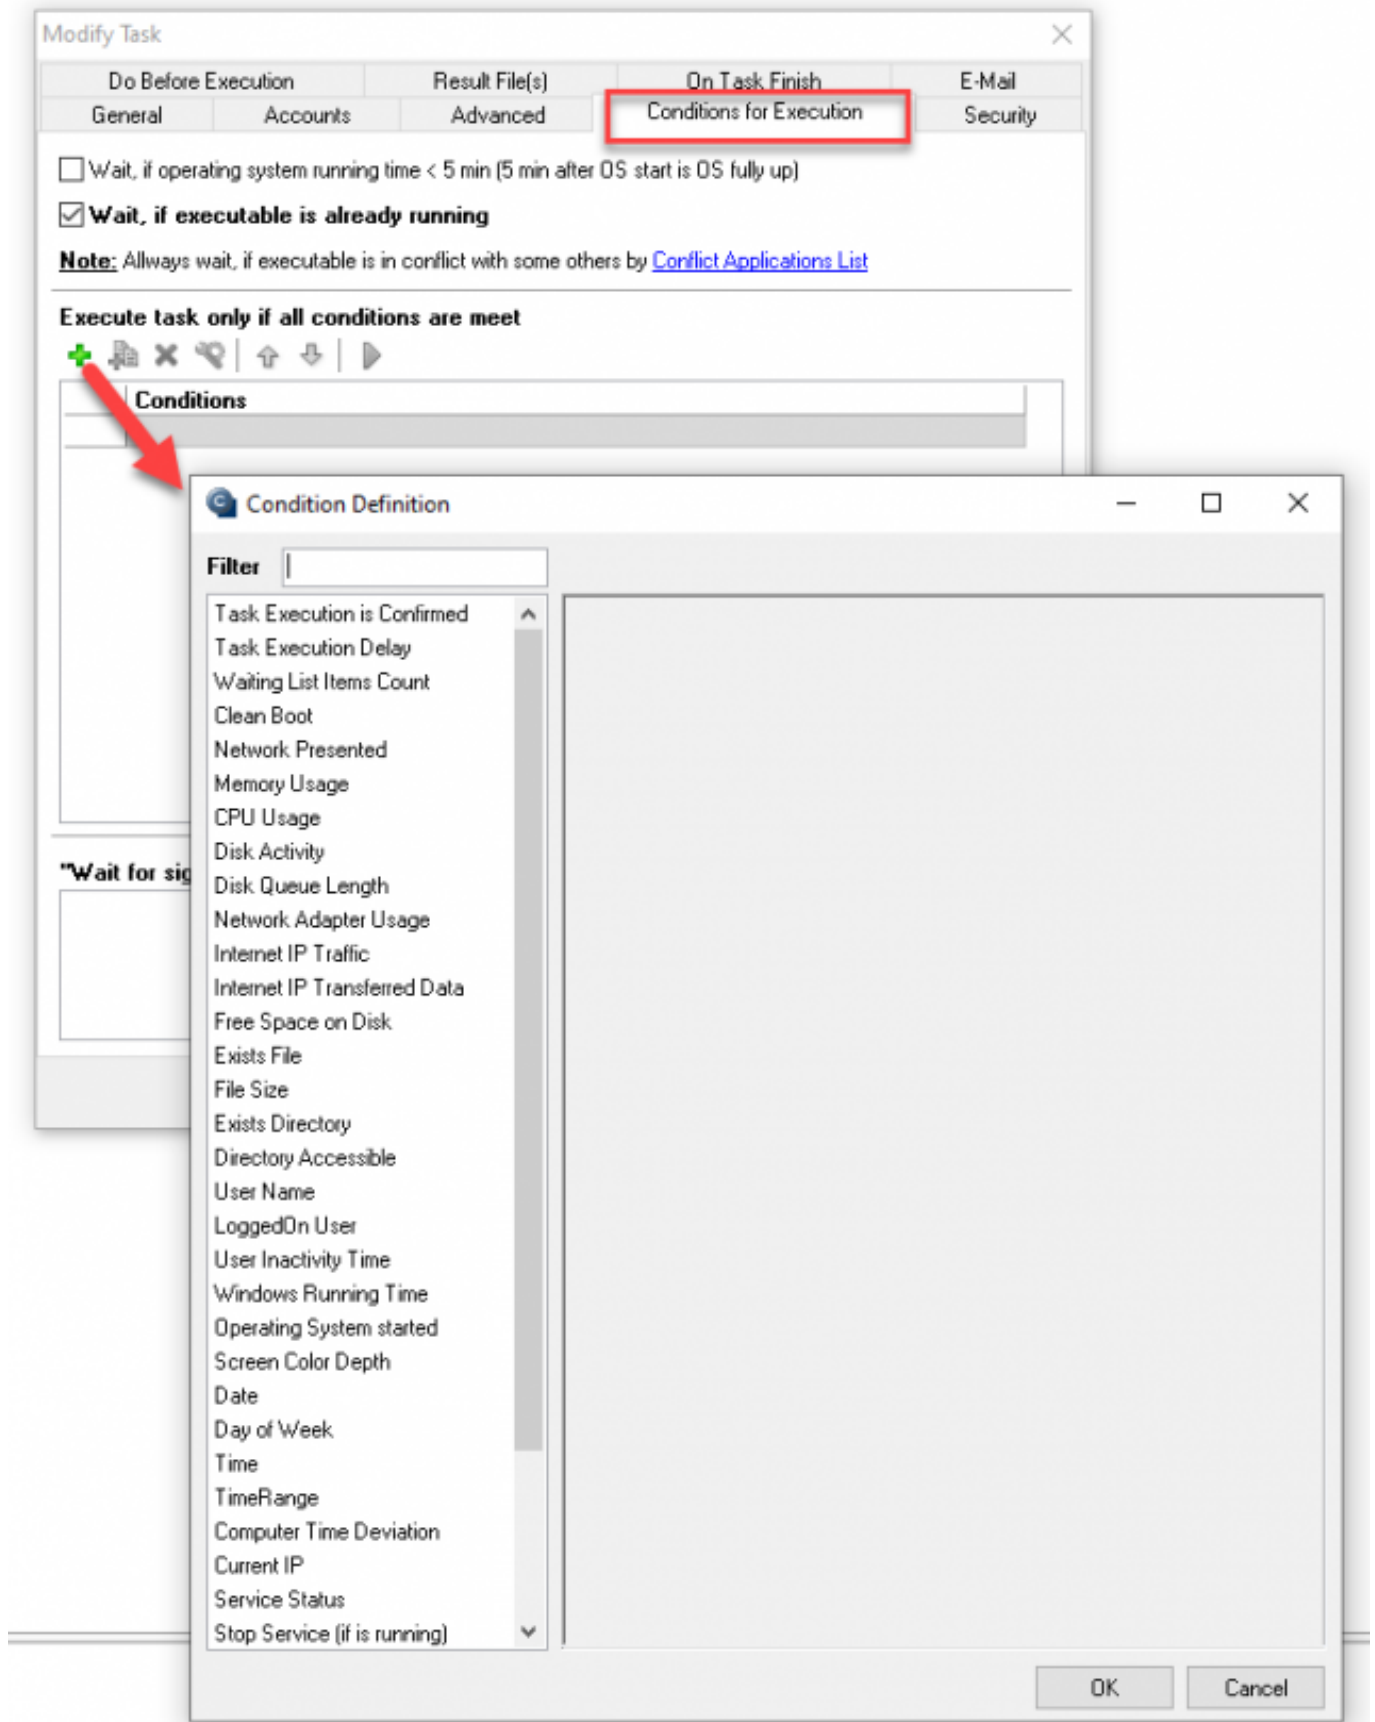 Modify Task
Do Before Execution Result File(s) On Task Finish E-Mail
General Accounts Advanced Conditions for Execution Security
Wait, if operating system running time < 5 min (5 min after OS start is OS fully up)
Wait, if executable is already running
Note: Allways wait, if executable is in conflict with some others by Conflict Applications List
Execute task only if all conditions are meet
Conditions
Condition Definition
Filter
Task Execution is Confirmed
Task Execution Delay
Waiting List Items Count
Clean Boot
Network Presented
Memory Usage
CPU Usage
Disk Activity
"Wait for sig
Disk Queue Length
Network Adapter Usage
Internet IP Traffic
Internet IP Transferred Data
Free Space on Disk
Exists File
File Size
Exists Directory
Directory Accessible
User Name
LoggedOn User
User Inactivity Time
Windows Running Time
Operating System started
Screen Color Depth
Date
Day of Week
Time
TimeRange
Computer Time Deviation
Current IP
Service Status
Stop Service (if is running)
OK Cancel